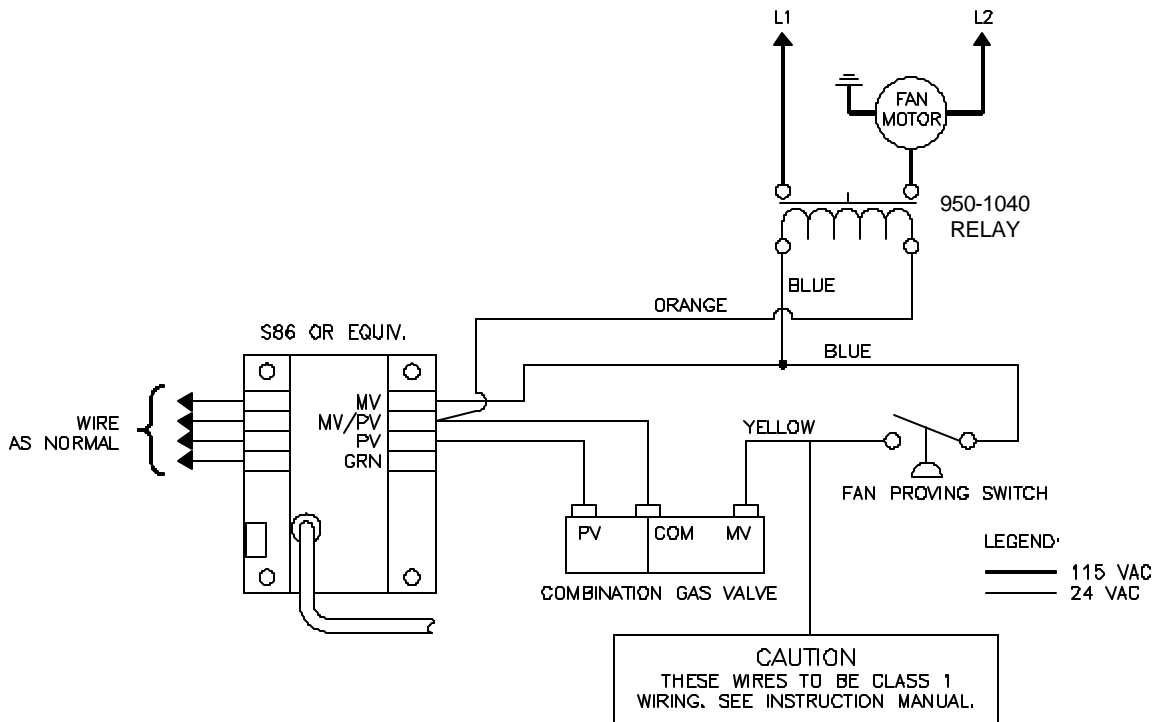 L1
L2
FAN
MOTOR
950-1040
RELAY
BLUE
ORANGE
S86 OR EQUIV.
BLUE
MV
MV/PV
PV
GRN
WIRE
AS NORMAL
YELLOW
FAN PROVING SWITCH
PV
COM
MV
COMBINATION GAS VALVE
LEGEND:
115 VAC
24 VAC
CAUTION
THESE WIRES TO BE CLASS 1
WIRING. SEE INSTRUCTION MANUAL.